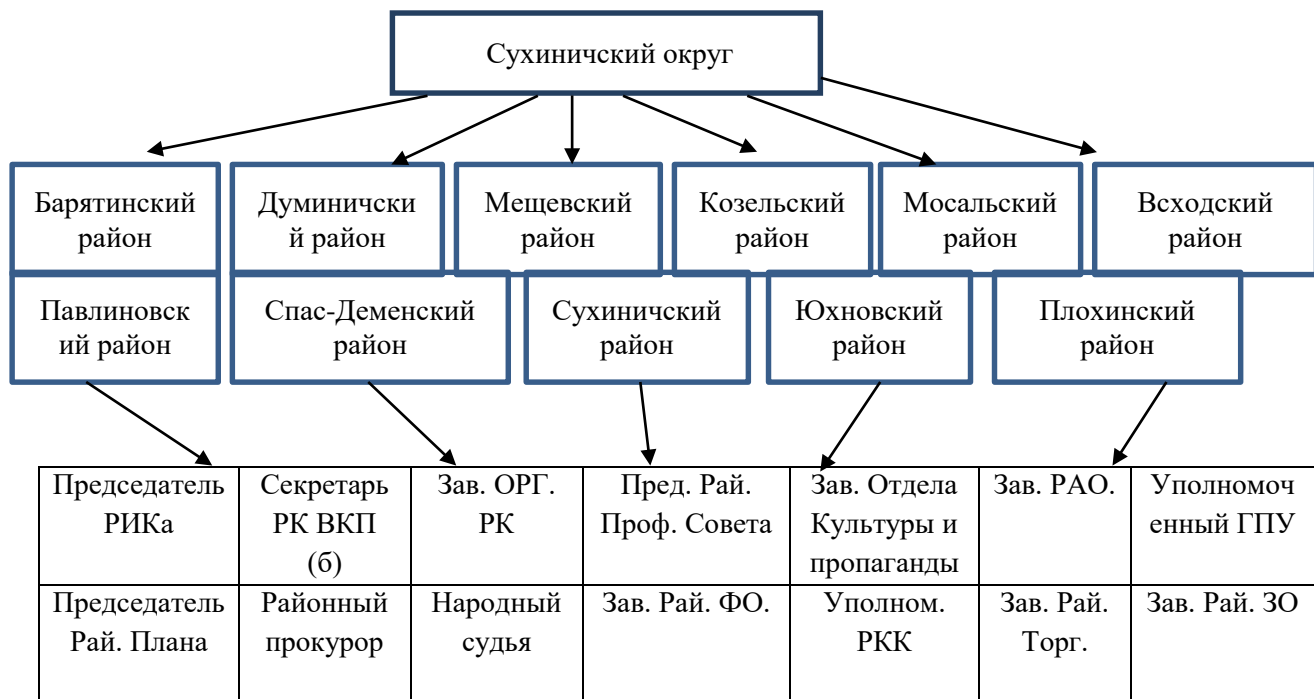 Сухиничский округ
Барятинский
район
Думиничски
й район
Мещевский
район
Козельский
район
Мосальский
район
Всходский
район
Павлиновск
ий район
Спас-Деменский
район
Сухиничский
район
Юхновский
район
Плохинский
район
Председатель
РИКа
Секретарь
РК ВКП
(б)
Зав. ОРГ.
РК
Пред. Рай.
Проф. Совета
Зав. Отдела
Культуры и
пропаганды
Зав. РАО.
Уполномоч
енный ГПУ
Председатель
Рай. Плана
Районный
прокурор
Народный
судья
Зав. Рай. ФО.
Уполном.
РКК
Зав. Рай.
Торг.
Зав. Рай. ЗО